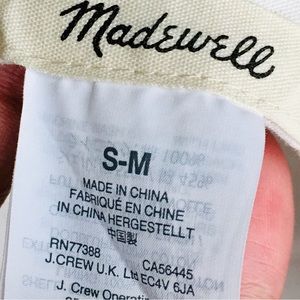 Madewell
S-M
MADE IN CHINA
FABRIQUÉ EN CHINE
IN CHINA HERGESTELLT
中国製
RN77388 CA56445
J.CREW U.K. Ltd EC4V 6JA
J. Crew Operatin